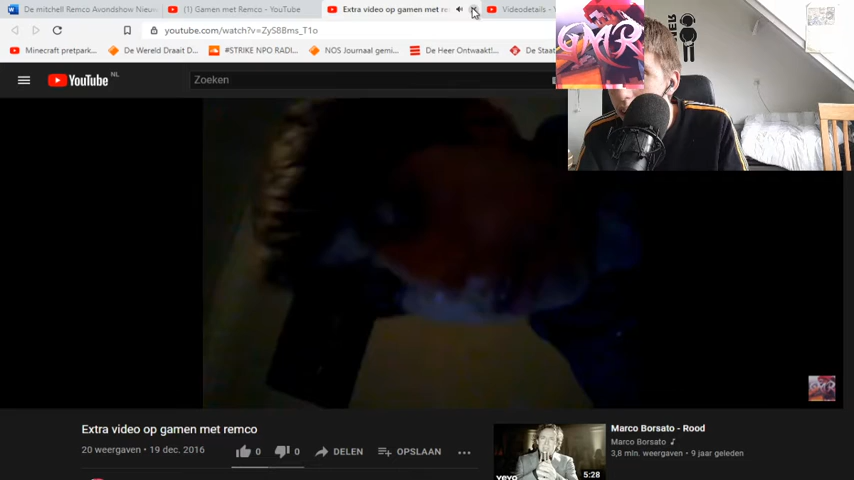 De mitchell Remco Avondshow Nieuw
(1) Gamen met Remco - YouTube
Extra video op gamen met re
Videodetails - Y
youtube.com/watch?v=ZyS8Bms_T1o
Minecraft pretpark...
De Wereld Draait D...
#STRIKE NPO RADI...
NOS Journaal gemi...
De Heer Ontwaakt!...
De Staat
GMR
NER
YouTube NL
Zoeken
GMR
Extra video op gamen met remco
20 weergaven • 19 dec. 2016
0
0
DELEN
OPSLAAN
vevo
5:28
Marco Borsato - Rood
Marco Borsato
3,8 mln. weergaven • 9 jaar geleden